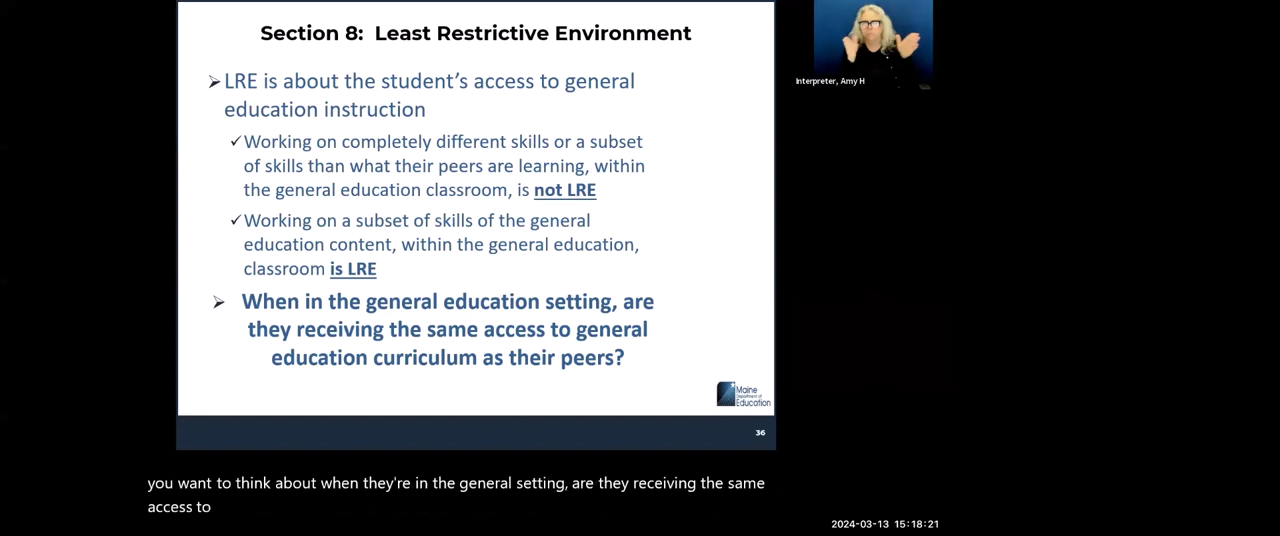 Section 8: Least Restrictive Environment
➢LRE is about the student’s access to general
education instruction
✓Working on completely different skills or a subset
of skills than what their peers are learning, within
the general education classroom, is not LRE
✓Working on a subset of skills of the general
education content, within the general education,
classroom is LRE
➢ When in the general education setting, are
they receiving the same access to general
education curriculum as their peers?
Maine
Department of
Education
36
Interpreter, Amy H
you want to think about when they're in the general setting, are they receiving the same
access to
2024-03-13 15:18:21